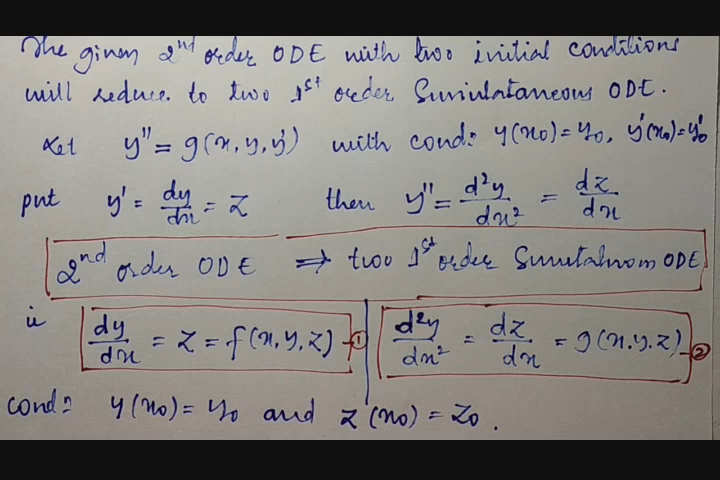 The given 2nd order ODE with two initial conditions
will reduce to two 1st order Simultaneous ODE.
Let y'' = g(x, y, y') with cond: y(x0) = y0, y'(x0) = y'0
put y' = dy/dx = z then y'' = d²y/dx² = dz/dx
2nd order ODE ⇒ two 1st order Simultaneous ODE
ie dy/dx = z = f(x, y, z) - ① d²y/dx² = dz/dx = g(x, y, z) - ②
cond: y(x0) = y0 and z(x0) = z0.